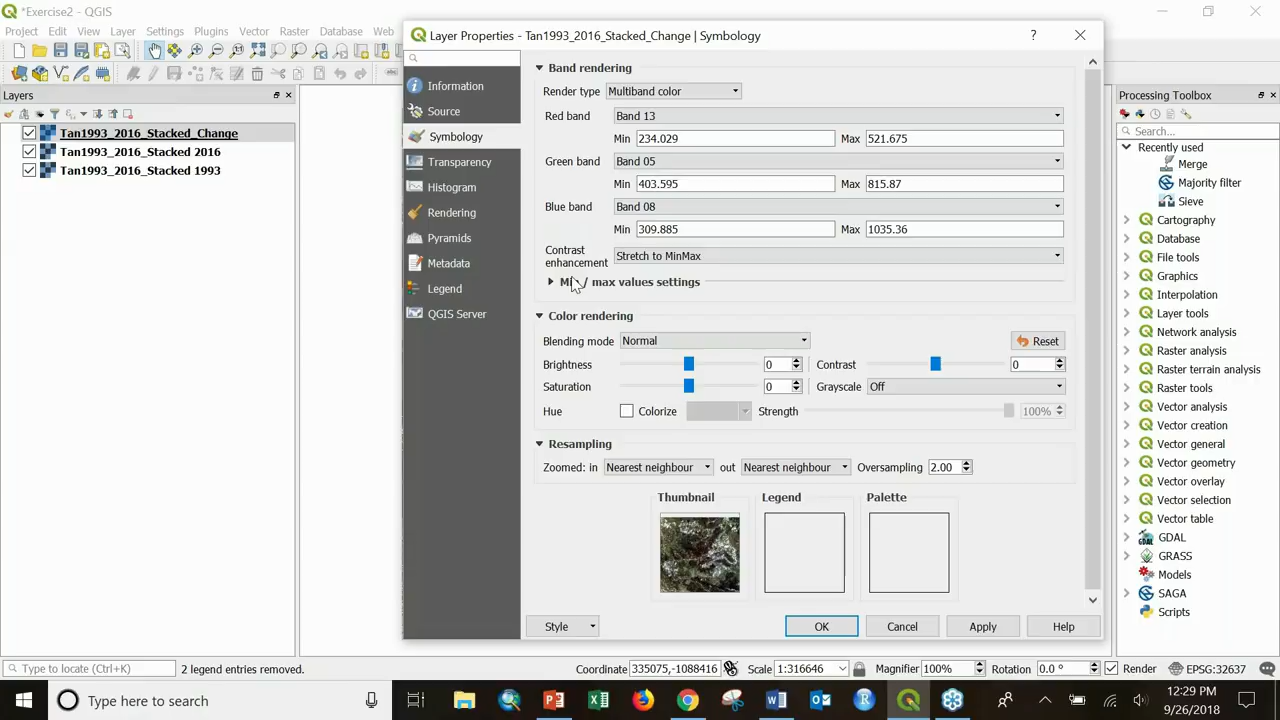 *Exercise2 - QGIS
Project Edit View Layer Settings Plugins Vector Raster Database Web
Layers
Tan1993_2016_Stacked_Change
Tan1993_2016_Stacked 2016
Tan1993_2016_Stacked 1993
Layer Properties - Tan1993_2016_Stacked_Change | Symbology
?
Information
Source
Symbology
Transparency
Histogram
Rendering
Pyramids
Metadata
Legend
QGIS Server
Band rendering
Render type Multiband color
Red band Band 13
Min 234.029 Max 521.675
Green band Band 05
Min 403.595 Max 815.87
Blue band Band 08
Min 309.885 Max 1035.36
Contrast enhancement Stretch to MinMax
Min / max values settings
Color rendering
Blending mode Normal Reset
Brightness 0 Contrast 0
Saturation 0 Grayscale Off
Hue Colorize Strength 100%
Resampling
Zoomed: in Nearest neighbour out Nearest neighbour Oversampling 2.00
Thumbnail Legend Palette
Style OK Cancel Apply Help
Processing Toolbox
Search...
Recently used
Merge
Majority filter
Sieve
Cartography
Database
File tools
Graphics
Interpolation
Layer tools
Network analysis
Raster analysis
Raster terrain analysis
Raster tools
Vector analysis
Vector creation
Vector general
Vector geometry
Vector overlay
Vector selection
Vector table
GDAL
GRASS
Models
SAGA
Scripts
Type to locate (Ctrl+K) 2 legend entries removed. Coordinate 335075,-1088416 Scale 1:316646 Magnifier 100% Rotation 0.0 ° Render EPSG:32637
Type here to search
12:29 PM
9/26/2018